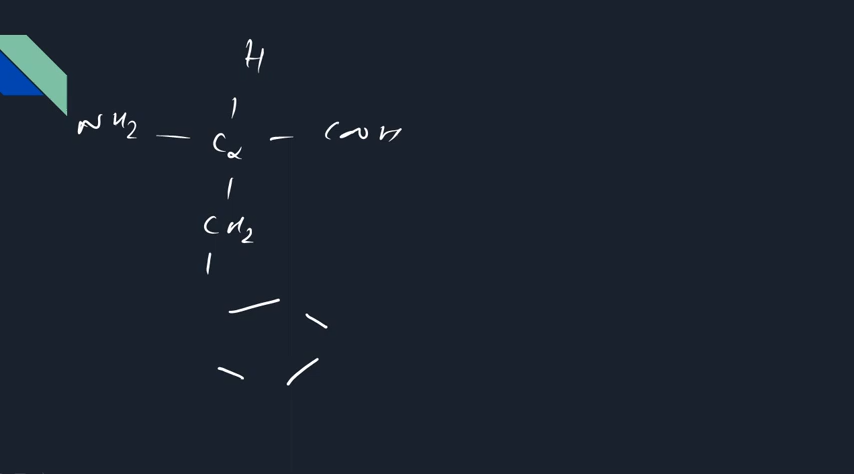 H
NH2 — Cα — COOH
CH2